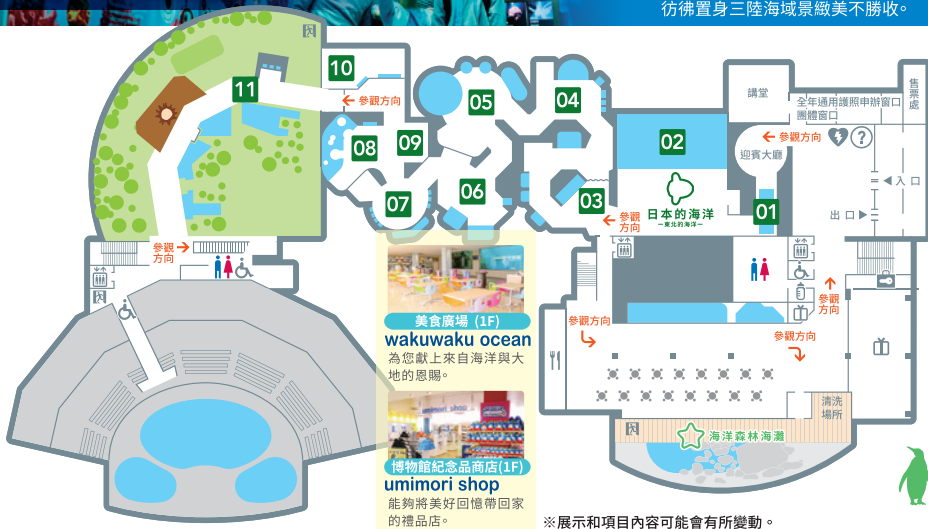 彷彿置身三陸海域景緻美不勝收。
10
參觀方向
11
05
04
講堂
售票處
全年通用護照申辦窗口
團體窗口
參觀方向
?
迎賓大廳
入口
出口
02
日本的海洋
ー東北的海洋ー
01
08
09
07
06
03
參觀
方向
參觀
方向
美食廣場 (1F)
wakuwaku ocean
為您獻上來自海洋與大
地的恩賜。
umimori shop
博物館紀念品商店(1F)
umimori shop
能夠將美好回憶帶回家
的禮品店。
參觀方向
參觀方向
參觀
方向
清洗
場所
海洋森林海灘
※展示和項目內容可能會有所變動。